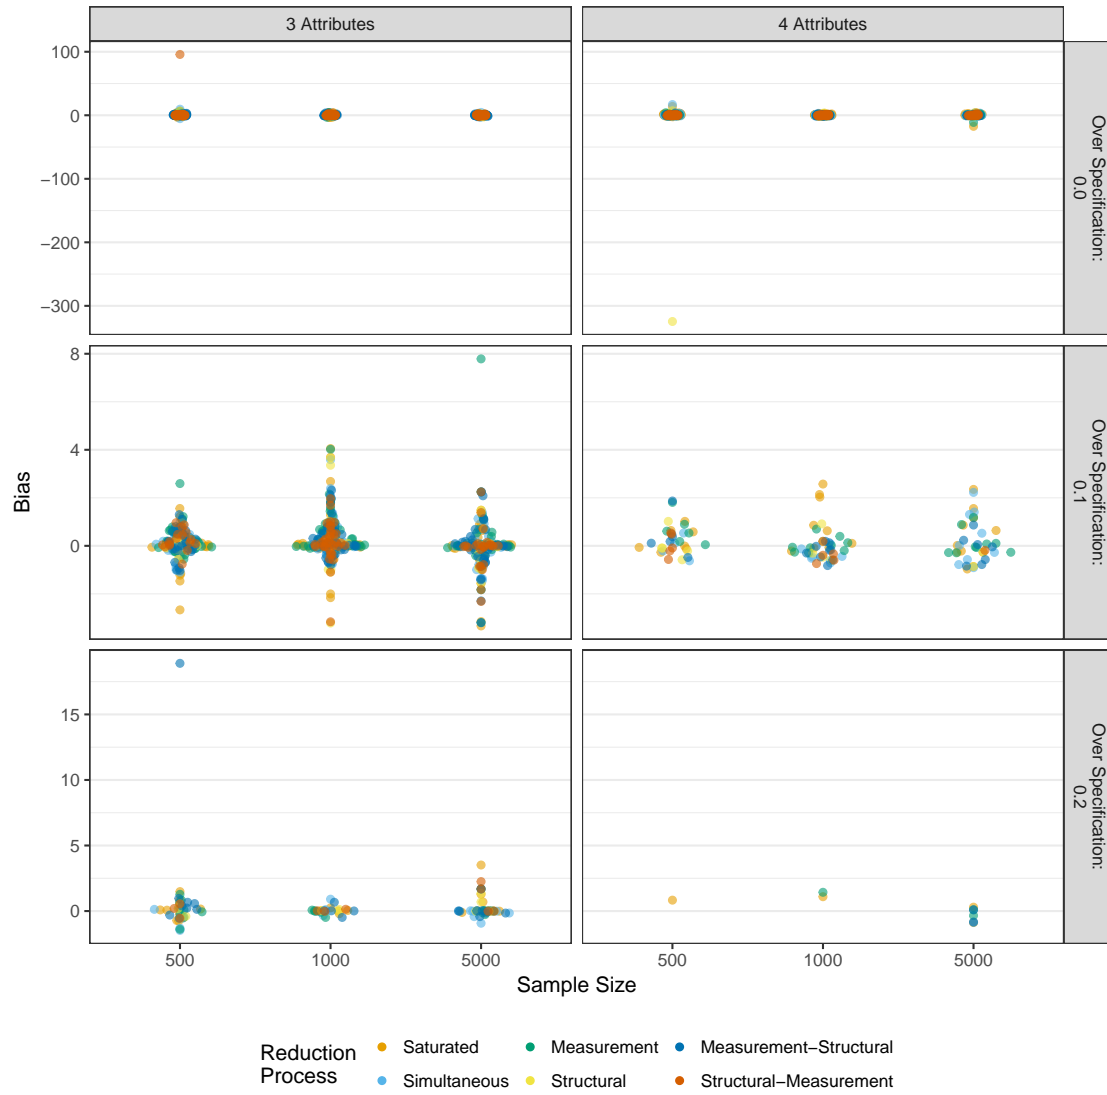 3 Attributes
4 Attributes
100
0
−100
−200
−300
Over Specification:
0.0
8
4
0
Over Specification:
0.1
15
10
5
0
Over Specification:
0.2
Bias
500
1000
5000
500
1000
5000
Sample Size
Reduction
Process
Saturated
Measurement
Measurement−Structural
Simultaneous
Structural
Structural−Measurement